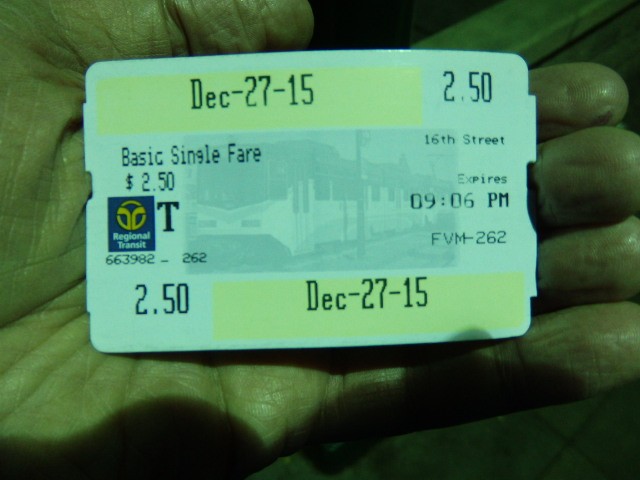 Dec-27-15 2.50
16th Street
Basic Single Fare
$ 2.50
Expires
09:06 PM
T
Regional
Transit
FVM-262
663982 - 262
2.50 Dec-27-15